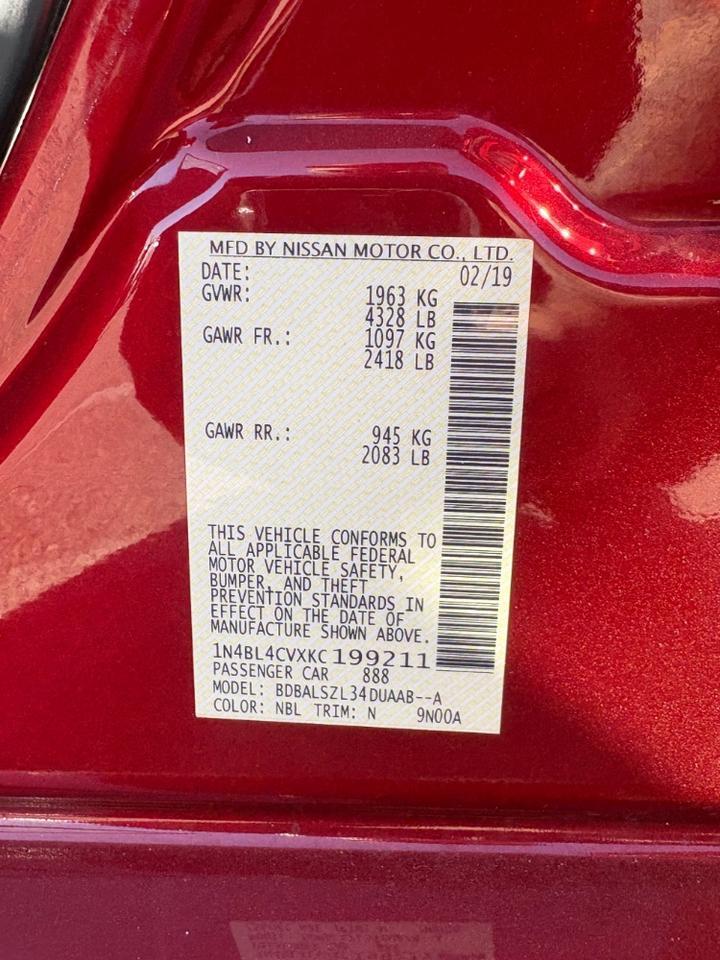 MFD BY NISSAN MOTOR CO., LTD.
DATE: 02/19
GVWR: 1963 KG
4328 LB
GAWR FR.: 1097 KG
2418 LB
GAWR RR.: 945 KG
2083 LB
THIS VEHICLE CONFORMS TO
ALL APPLICABLE FEDERAL
MOTOR VEHICLE SAFETY,
BUMPER, AND THEFT
PREVENTION STANDARDS IN
EFFECT ON THE DATE OF
MANUFACTURE SHOWN ABOVE.
1N4BL4CVXKC199211
PASSENGER CAR 888
MODEL: BDBALSZL34DUAAB--A
COLOR: NBL TRIM: N 9N00A